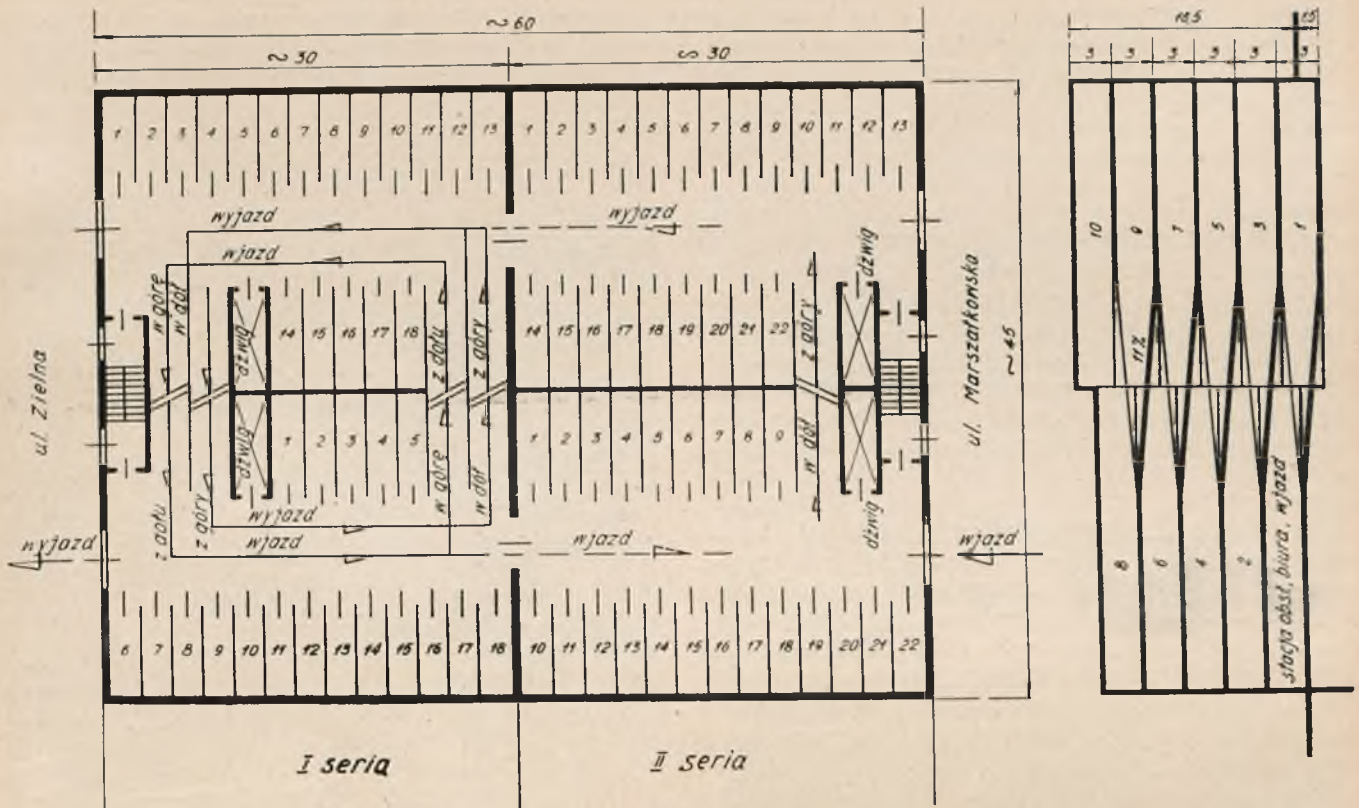 ~ 60
~ 30
~ 30
1 2 3 4 5 6 7 8 9 10 11 12 13
1 2 3 4 5 6 7 8 9 10 11 12 13
wyjazd
wyjazd
wjazd
w górę
w dół
z dołu
z góry
z góry
dźwig
dźwig
14 15 16 17 18
14 15 16 17 18 19 20 21 22
ul. Zielna
ul. Marszałkowska
~ 45
dźwig
dźwig
1 2 3 4 5
1 2 3 4 5 6 7 8 9
w górę
w dół
w dół
z dołu
z góry
wyjazd
wjazd
wjazd
wyjazd
wjazd
6 7 8 9 10 11 12 13 14 15 16 17 18
10 11 12 13 14 15 16 17 18 19 20 21 22
I seria
II seria
3 3 3 3 3 3
10 9 7 5 3 1
11%
8 6 4 2
stacja obsł., biura, wjazd